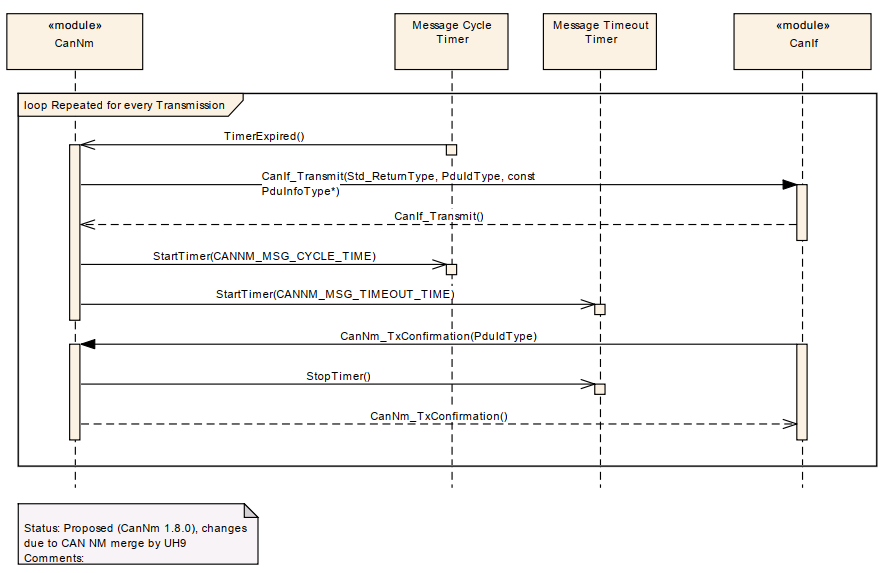 «module»
CanNm
Message Cycle
Timer
Message Timeout
Timer
«module»
CanIf
loop Repeated for every Transmission
TimerExpired()
CanIf_Transmit(Std_ReturnType, PduIdType, const
PduInfoType*)
CanIf_Transmit()
StartTimer(CANNM_MSG_CYCLE_TIME)
StartTimer(CANNM_MSG_TIMEOUT_TIME)
CanNm_TxConfirmation(PduIdType)
StopTimer()
CanNm_TxConfirmation()
Status: Proposed (CanNm 1.8.0), changes
due to CAN NM merge by UH9
Comments: